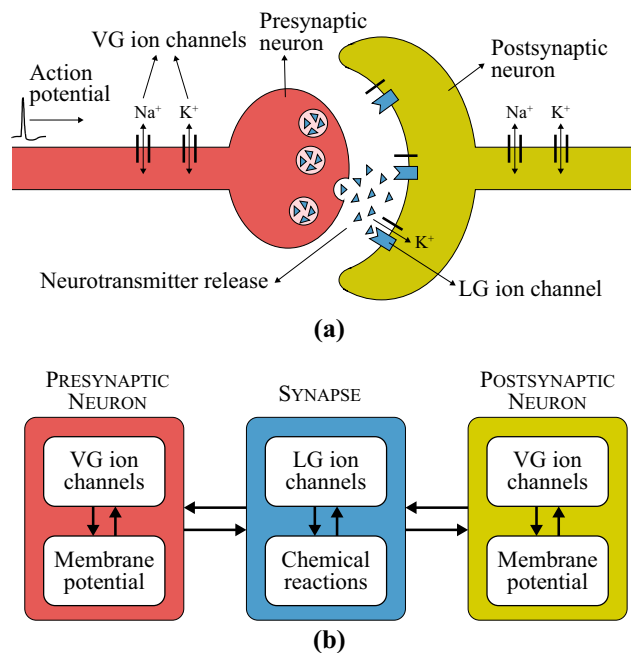 Presynaptic
neuron
VG ion channels
Postsynaptic
neuron
Action
potential
Na⁺
K⁺
Na⁺
K⁺
K⁺
Neurotransmitter release
LG ion channel
(a)
PRESYNAPTIC
NEURON
SYNAPSE
POSTSYNAPTIC
NEURON
VG ion
channels
LG ion
channels
VG ion
channels
Membrane
potential
Chemical
reactions
Membrane
potential
(b)